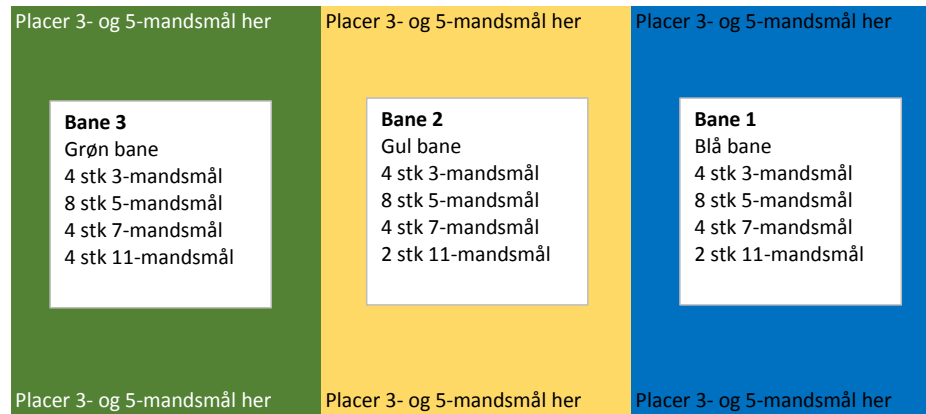 Placer 3- og 5-mandsmål her
Placer 3- og 5-mandsmål her
Placer 3- og 5-mandsmål her
Bane 3
Grøn bane
4 stk 3-mandsmål
8 stk 5-mandsmål
4 stk 7-mandsmål
4 stk 11-mandsmål
Bane 2
Gul bane
4 stk 3-mandsmål
8 stk 5-mandsmål
4 stk 7-mandsmål
2 stk 11-mandsmål
Bane 1
Blå bane
4 stk 3-mandsmål
8 stk 5-mandsmål
4 stk 7-mandsmål
2 stk 11-mandsmål
Placer 3- og 5-mandsmål her
Placer 3- og 5-mandsmål her
Placer 3- og 5-mandsmål her